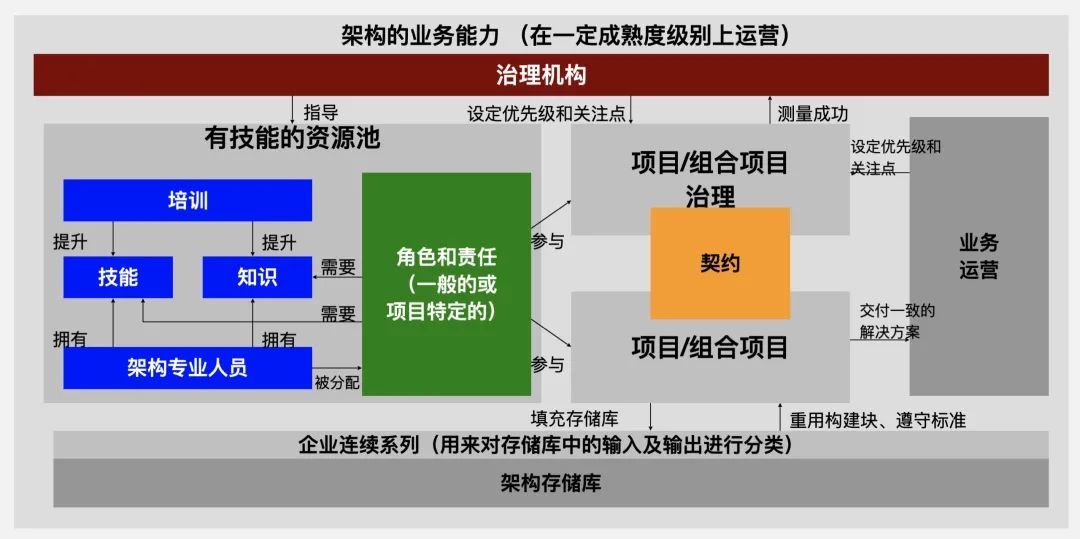 架构的业务能力 （在一定成熟度级别上运营）
治理机构
指导
设定优先级和关注点
测量成功
有技能的资源池
培训
提升
提升
技能
知识
需要
需要
拥有
拥有
架构专业人员
被分配
角色和责任
（一般的或
项目特定的）
参与
参与
项目/组合项目
治理
契约
项目/组合项目
设定优先级和
关注点
业务
运营
交付一致的
解决方案
填充存储库
重用构建块、遵守标准
企业连续系列（用来对存储库中的输入及输出进行分类）
架构存储库